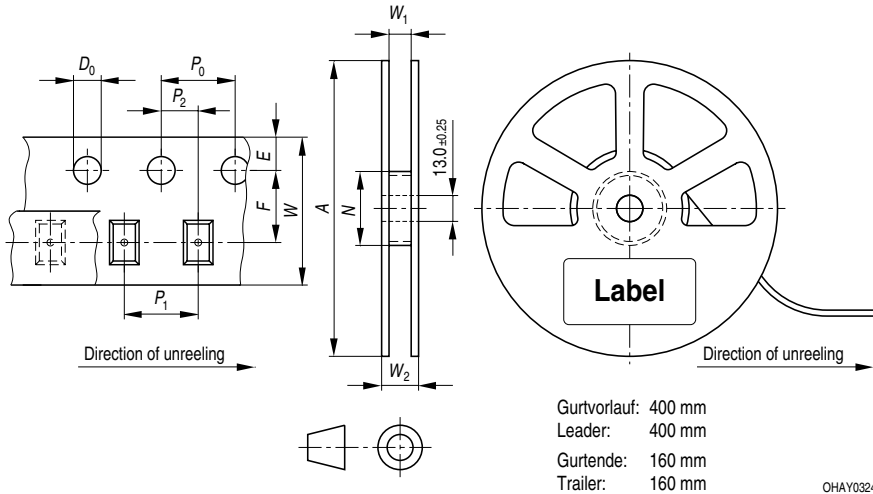 W1
D0
P0
P2
E
F
W
A
N
13.0 ±0.25
Label
P1
Direction of unreeling
W2
Direction of unreeling
Gurtvorlauf: 400 mm
Leader: 400 mm
Gurtende: 160 mm
Trailer: 160 mm
OHAY0324